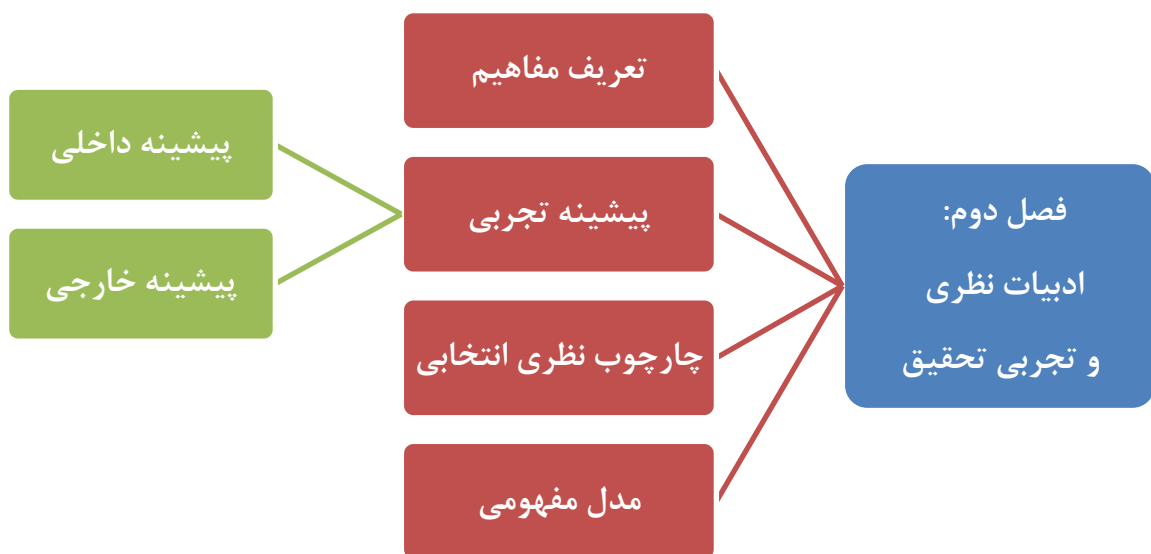 فصل دوم:
ادبیات نظری
و تجربی تحقیق
تعریف مفاهیم
پیشینه تجربی
چارچوب نظری انتخابی
مدل مفهومی
پیشینه داخلی
پیشینه خارجی